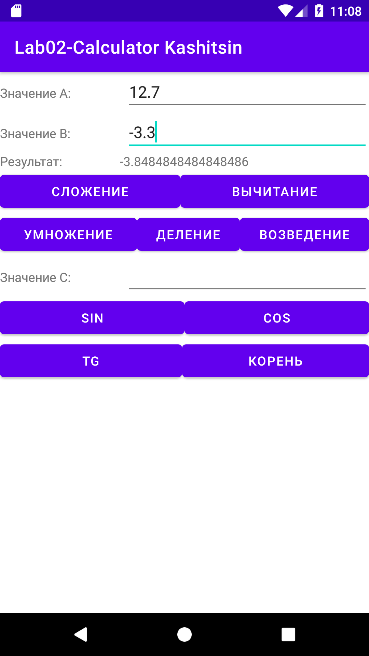 11:08
Lab02-Calculator Kashitsin
Значение A: 12.7
Значение B: -3.3
Результат: -3.8484848484848486
СЛОЖЕНИЕ ВЫЧИТАНИЕ
УМНОЖЕНИЕ ДЕЛЕНИЕ ВОЗВЕДЕНИЕ
Значение C:
SIN COS
TG КОРЕНЬ